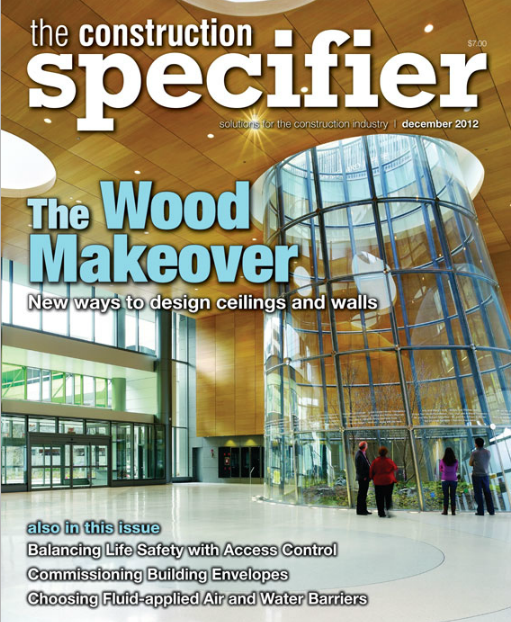 the construction
specifier
$7.00
solutions for the construction industry | december 2012
The Wood
Makeover
New ways to design ceilings and walls
also in this issue
Balancing Life Safety with Access Control
Commissioning Building Envelopes
Choosing Fluid-applied Air and Water Barriers